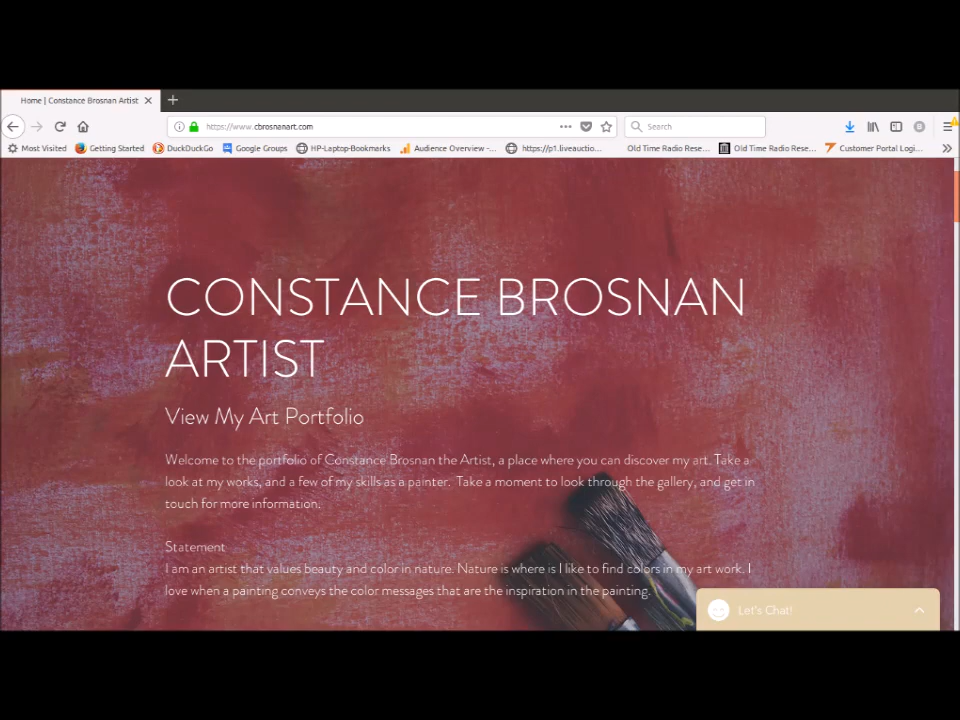 Home | Constance Brosnan Artist
https://www.cbrosnanart.com
Search
Most Visited Getting Started DuckDuckGo Google Groups HP-Laptop-Bookmarks Audience Overview -... https://p1.liveauctio... Old Time Radio Rese... Old Time Radio Rese... Customer Portal Logi...
CONSTANCE BROSNAN
ARTIST
View My Art Portfolio
Welcome to the portfolio of Constance Brosnan the Artist, a place where you can discover my art. Take a
look at my works, and a few of my skills as a painter. Take a moment to look through the gallery, and get in
touch for more information.
Statement
I am an artist that values beauty and color in nature. Nature is where is I like to find colors in my art work. I
love when a painting conveys the color messages that are the inspiration in the painting.
Let's Chat!